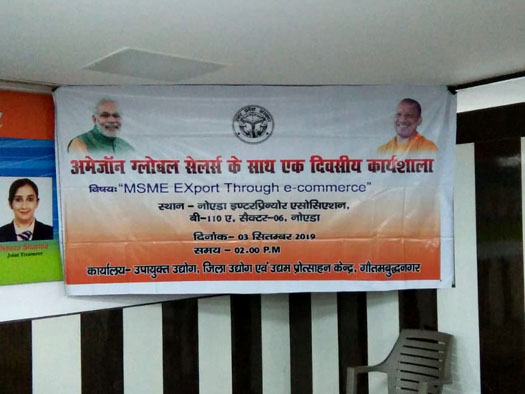 अमेजॉन ग्लोबल सेलर्स के साथ एक दिवसीय कार्यशाला
विषयः "MSME EXport Through e-commerce"
स्थान - नोएडा इण्टरप्रिन्योर एसोसिएशन,
बी-110 ए, सैक्टर-06, नोएडा
दिनांक- 03 सितम्बर 2019
समय - 02.00 P.M
कार्यालय- उपायुक्त उद्योग, जिला उद्योग एवं उद्यम प्रोत्साहन केन्द्र, गौतमबुद्धनगर
Sharma
Joint Treasurer